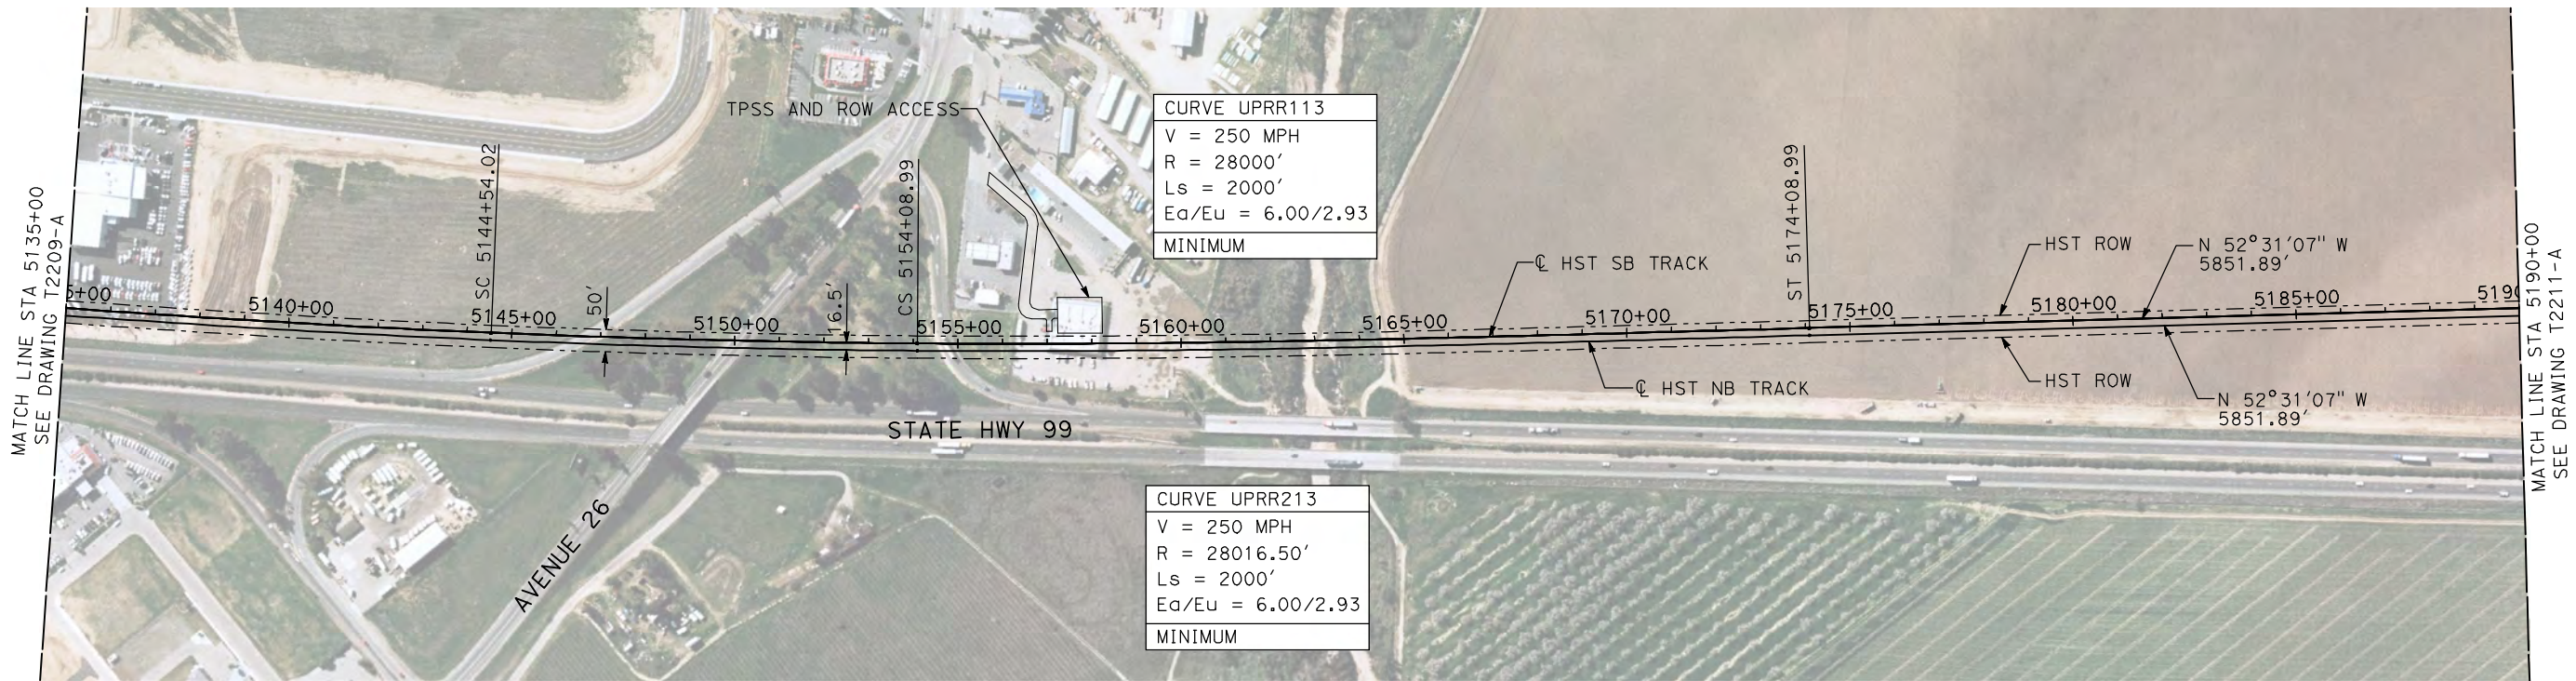 MATCH LINE STA 5135+00
SEE DRAWING T2209-A
TPSS AND ROW ACCESS
CURVE UPRR113
V = 250 MPH
R = 28000′
Ls = 2000′
Ea/Eu = 6.00/2.93
MINIMUM
SC 5144+54.02
CS 5154+08.99
ST 5174+08.99
50′
16.5′
5+00
5140+00
5145+00
5150+00
5155+00
5160+00
5165+00
5170+00
5175+00
5180+00
5185+00
5190
℄ HST SB TRACK
HST ROW
N 52°31′07" W
5851.89′
℄ HST NB TRACK
HST ROW
N 52°31′07" W
5851.89′
STATE HWY 99
AVENUE 26
CURVE UPRR213
V = 250 MPH
R = 28016.50′
Ls = 2000′
Ea/Eu = 6.00/2.93
MINIMUM
MATCH LINE STA 5190+00
SEE DRAWING T2211-A